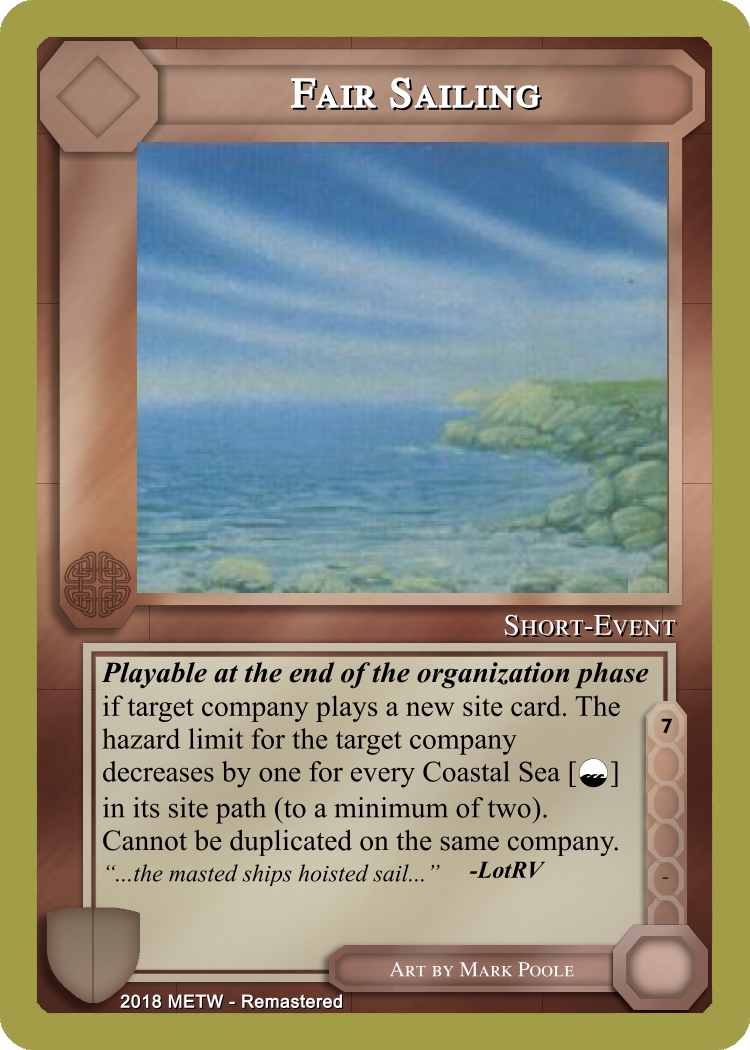 Fair Sailing
Short-Event
Playable at the end of the organization phase
if target company plays a new site card. The
hazard limit for the target company
decreases by one for every Coastal Sea [ ]
in its site path (to a minimum of two).
Cannot be duplicated on the same company.
“...the masted ships hoisted sail...” -LotRV
7
-
Art by Mark Poole
2018 METW - Remastered